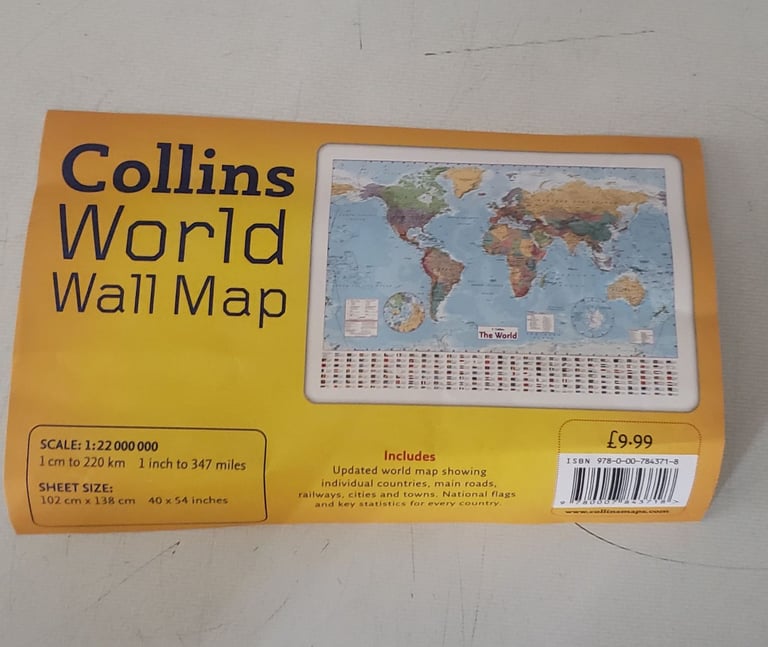 Collins
World
Wall Map
The World
SCALE: 1:22 000 000
1 cm to 220 km 1 inch to 347 miles
SHEET SIZE:
102 cm x 138 cm 40 x 54 inches
Includes
Updated world map showing
individual countries, main roads,
railways, cities and towns. National flags
and key statistics for every country.
£9.99
ISBN 978-0-00-784371-8
9 780007 843718 >
www.collinsmaps.com